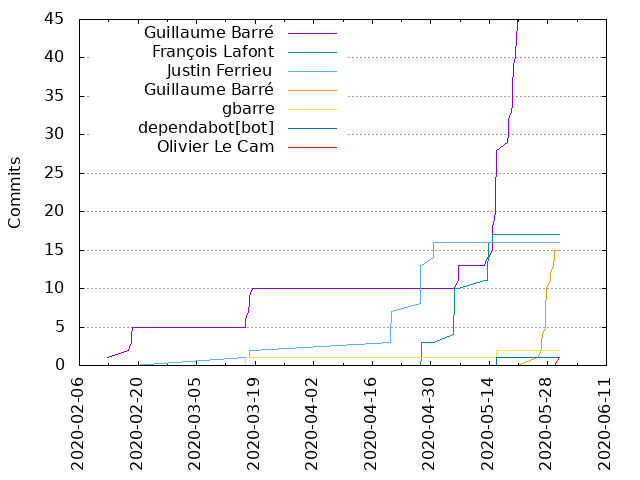 Guillaume Barré
François Lafont
Justin Ferrieu
Guillaume Barré
gbarre
dependabot[bot]
Olivier Le Cam
Commits
45
40
35
30
25
20
15
10
5
0
2020-02-06
2020-02-20
2020-03-05
2020-03-19
2020-04-02
2020-04-16
2020-04-30
2020-05-14
2020-05-28
2020-06-11